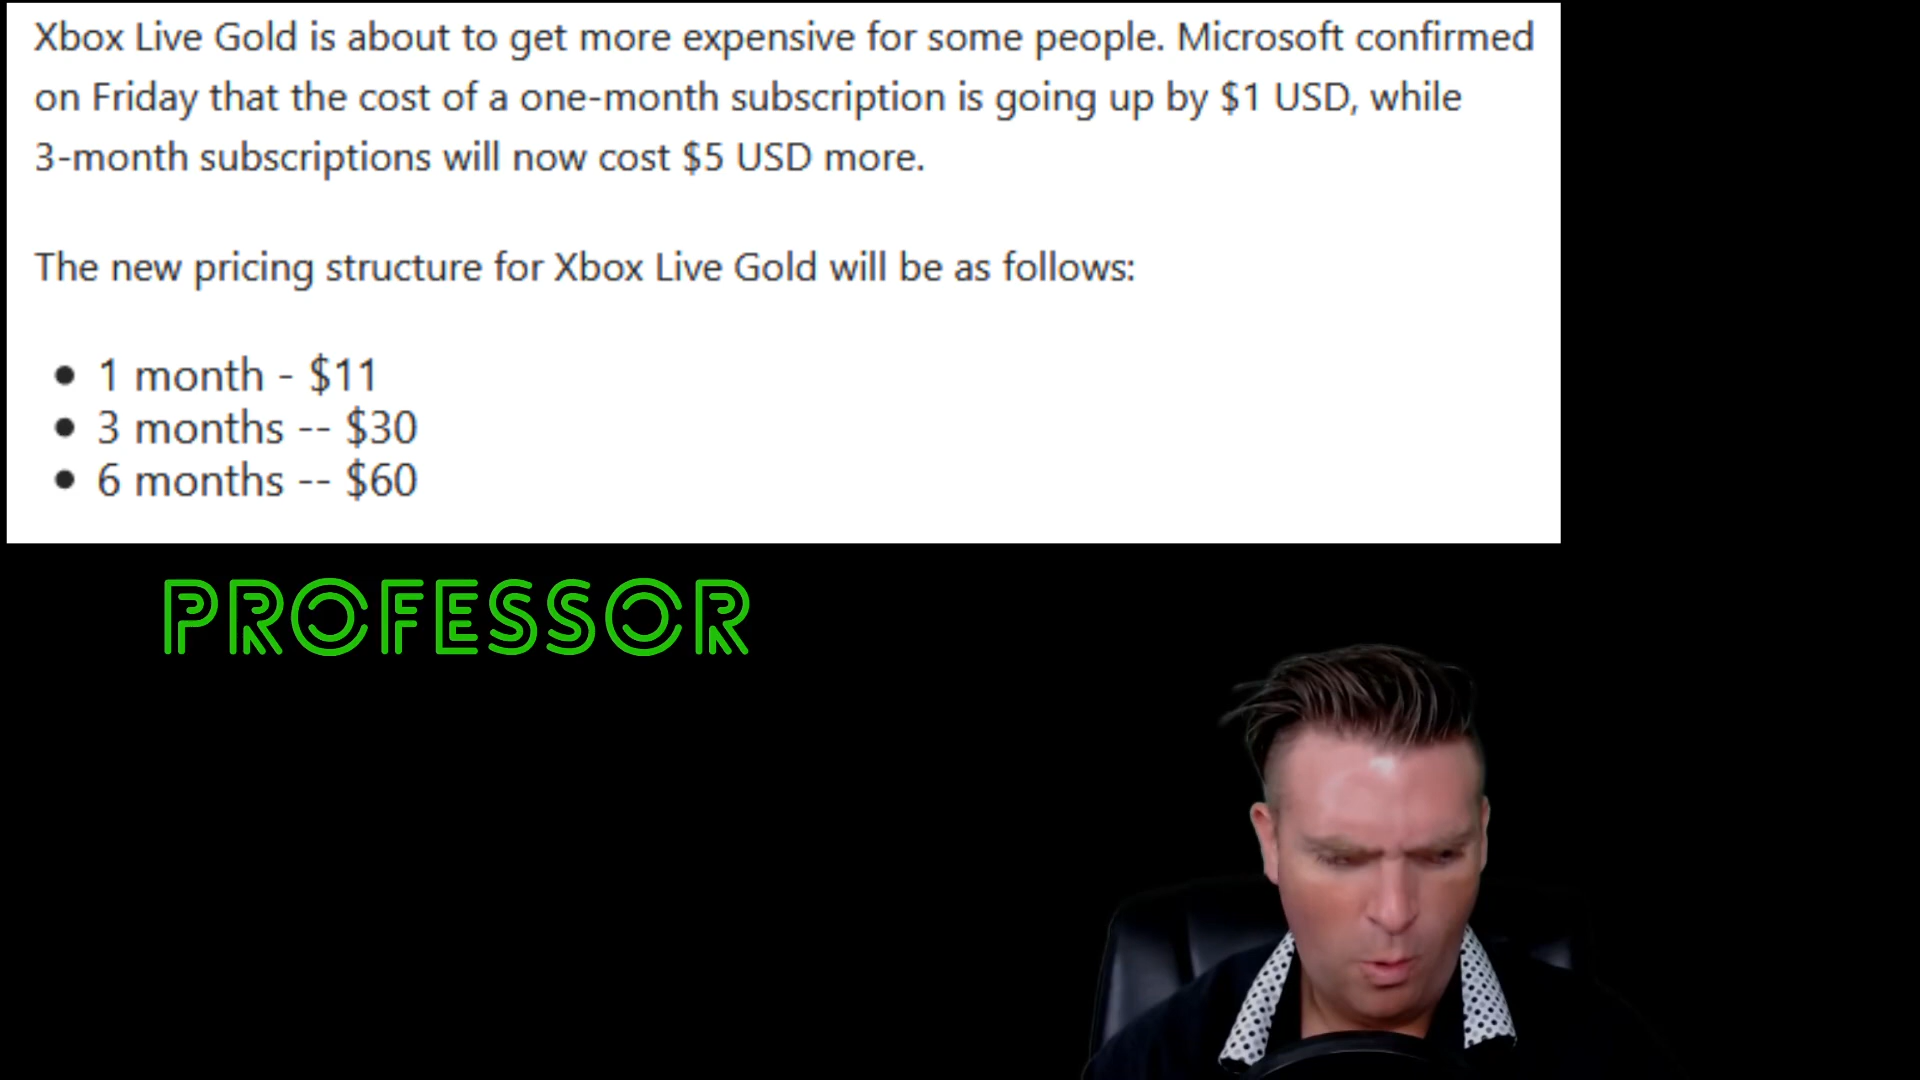 Xbox Live Gold is about to get more expensive for some people. Microsoft confirmed
on Friday that the cost of a one-month subscription is going up by $1 USD, while
3-month subscriptions will now cost $5 USD more.
The new pricing structure for Xbox Live Gold will be as follows:
• 1 month - $11
• 3 months -- $30
• 6 months -- $60
PROFESSOR